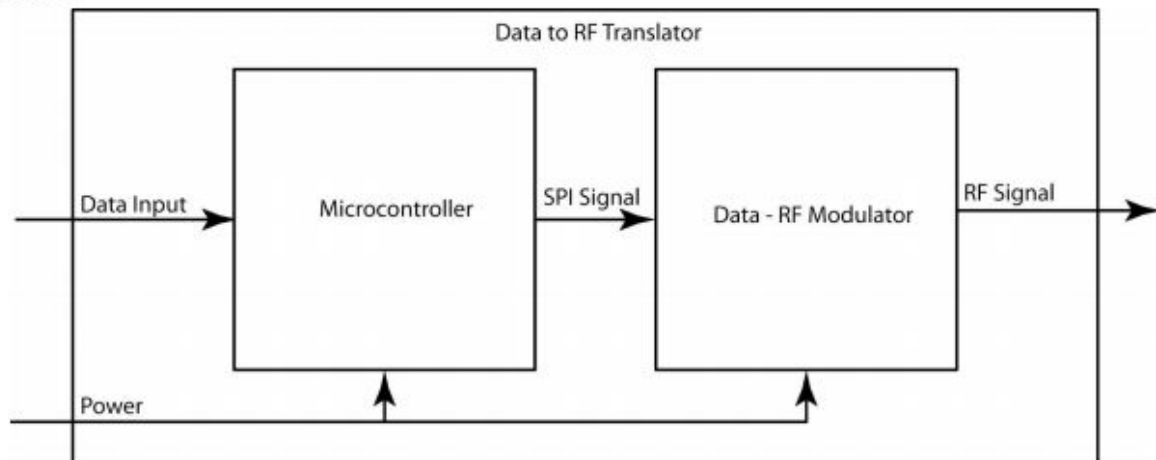 Data to RF Translator
Data Input
Microcontroller
SPI Signal
Data - RF Modulator
RF Signal
Power